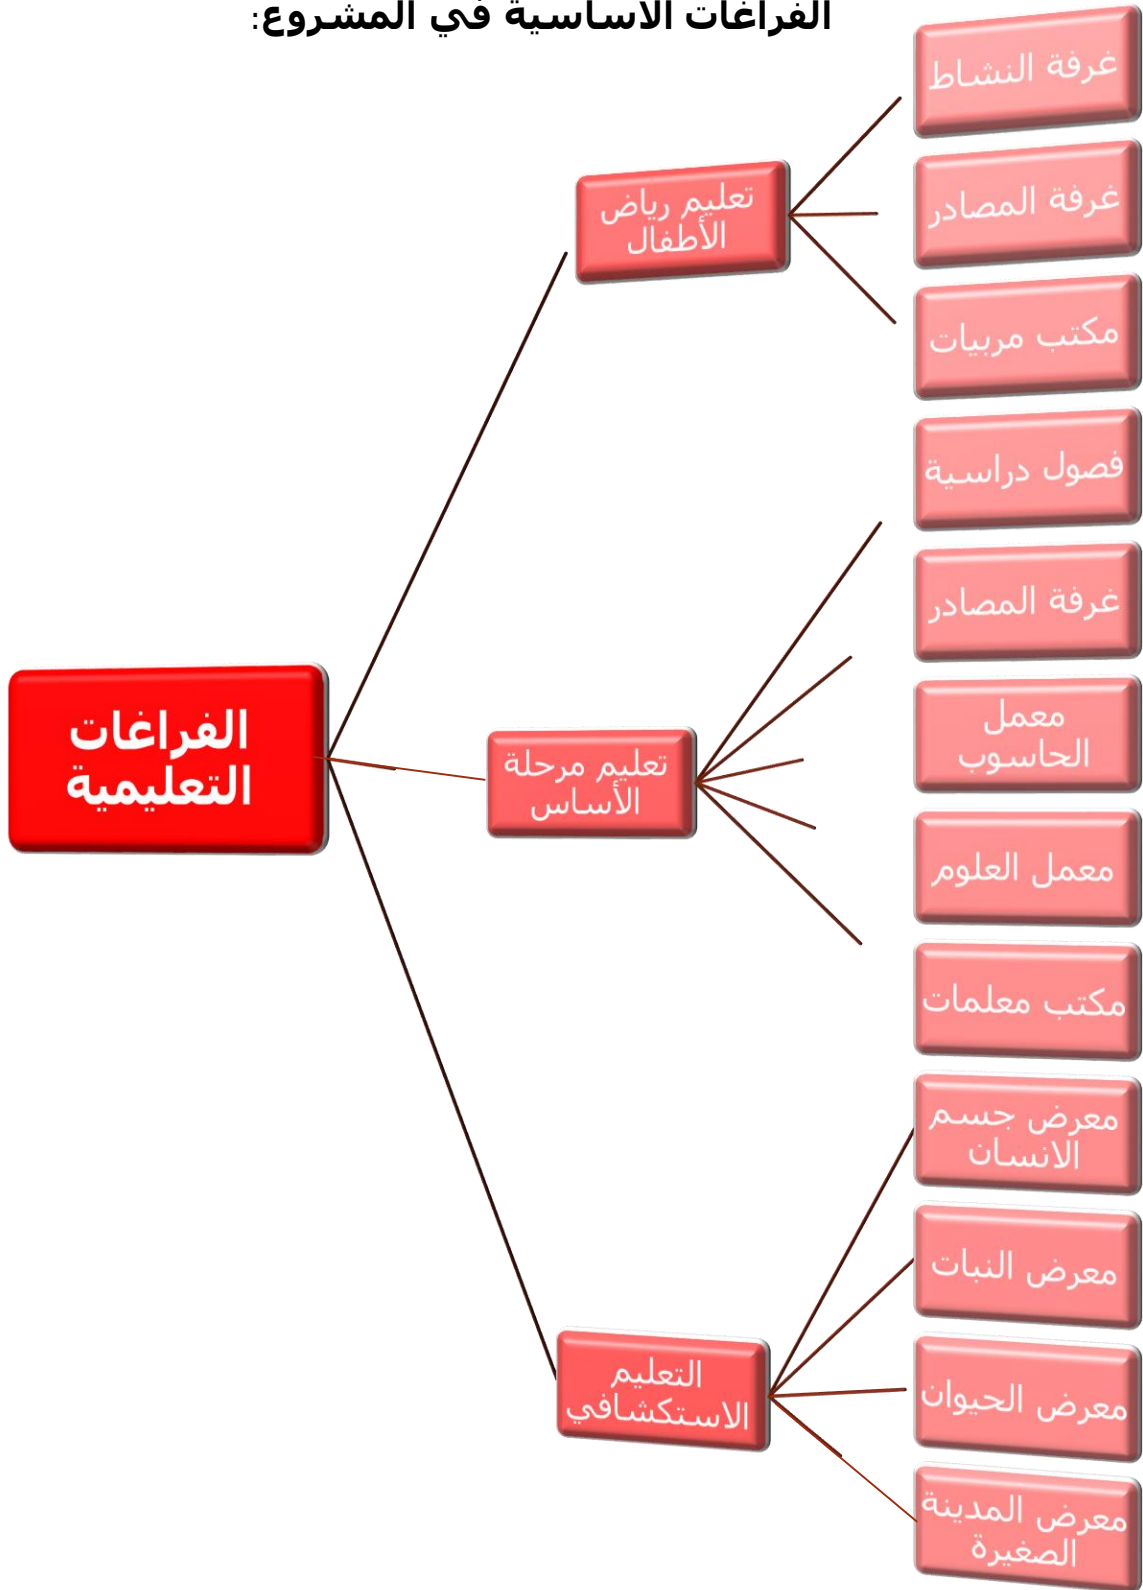 الفراغات الاساسية في المشروع:
غرفة النشاط
غرفة المصادر
تعليم رياض
الأطفال
مكتب مربيات
فصول دراسية
غرفة المصادر
معمل
الحاسوب
الفراغات
التعليمية
تعليم مرحلة
الأساس
معمل العلوم
مكتب معلمات
معرض جسم
الانسان
معرض النبات
التعليم
الاستكشافي
معرض الحيوان
معرض المدينة
الصغيرة